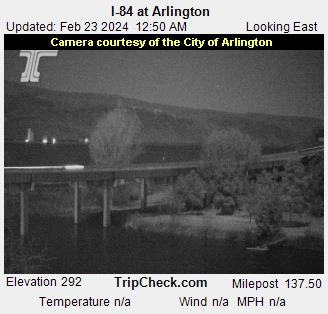 I-84 at Arlington
Updated: Feb 23 2024 12:50 AM Looking East
Camera courtesy of the City of Arlington
Elevation 292 TripCheck.com Milepost 137.50
Temperature n/a Wind n/a MPH n/a